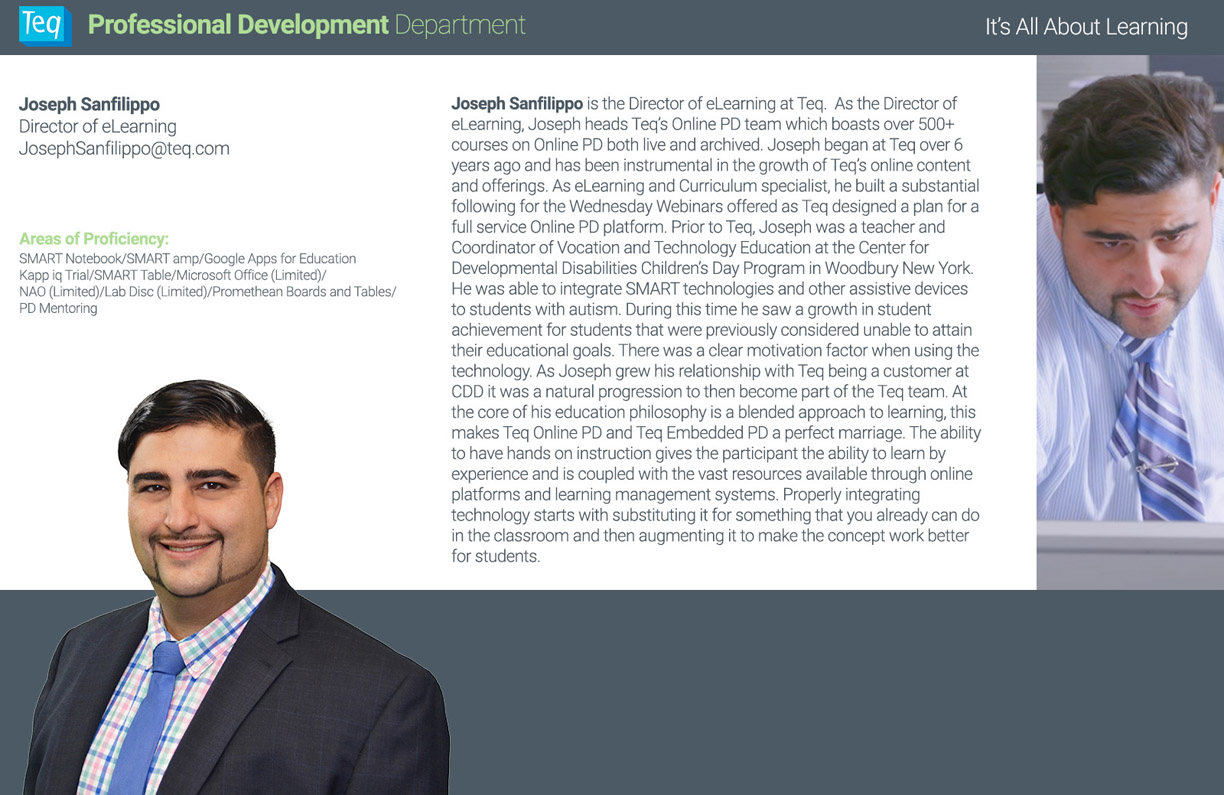 Teq
Professional Development Department
It's All About Learning
Joseph Sanfilippo
Director of eLearning
JosephSanfilippo@teq.com
Areas of Proficiency:
SMART Notebook/SMART amp/Google Apps for Education
Kapp iq Trial/SMART Table/Microsoft Office (Limited)/
NAO (Limited)/Lab Disc (Limited)/Promethean Boards and Tables/
PD Mentoring
Joseph Sanfilippo is the Director of eLearning at Teq.  As the Director of
eLearning, Joseph heads Teq's Online PD team which boasts over 500+
courses on Online PD both live and archived. Joseph began at Teq over 6
years ago and has been instrumental in the growth of Teq's online content
and offerings. As eLearning and Curriculum specialist, he built a substantial
following for the Wednesday Webinars offered as Teq designed a plan for a
full service Online PD platform. Prior to Teq, Joseph was a teacher and
Coordinator of Vocation and Technology Education at the Center for
Developmental Disabilities Children's Day Program in Woodbury New York.
He was able to integrate SMART technologies and other assistive devices
to students with autism. During this time he saw a growth in student
achievement for students that were previously considered unable to attain
their educational goals. There was a clear motivation factor when using the
technology. As Joseph grew his relationship with Teq being a customer at
CDD it was a natural progression to then become part of the Teq team. At
the core of his education philosophy is a blended approach to learning, this
makes Teq Online PD and Teq Embedded PD a perfect marriage. The ability
to have hands on instruction gives the participant the ability to learn by
experience and is coupled with the vast resources available through online
platforms and learning management systems. Properly integrating
technology starts with substituting it for something that you already can do
in the classroom and then augmenting it to make the concept work better
for students.